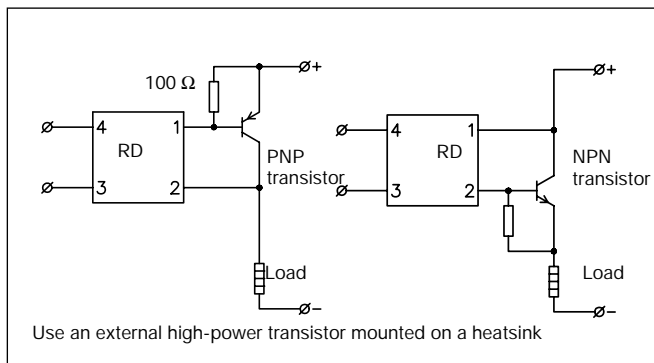 100 Ω
+
4
1
RD
3
2
PNP
transistor
Load
−
+
4
1
RD
3
2
NPN
transistor
Load
−
Use an external high-power transistor mounted on a heatsink